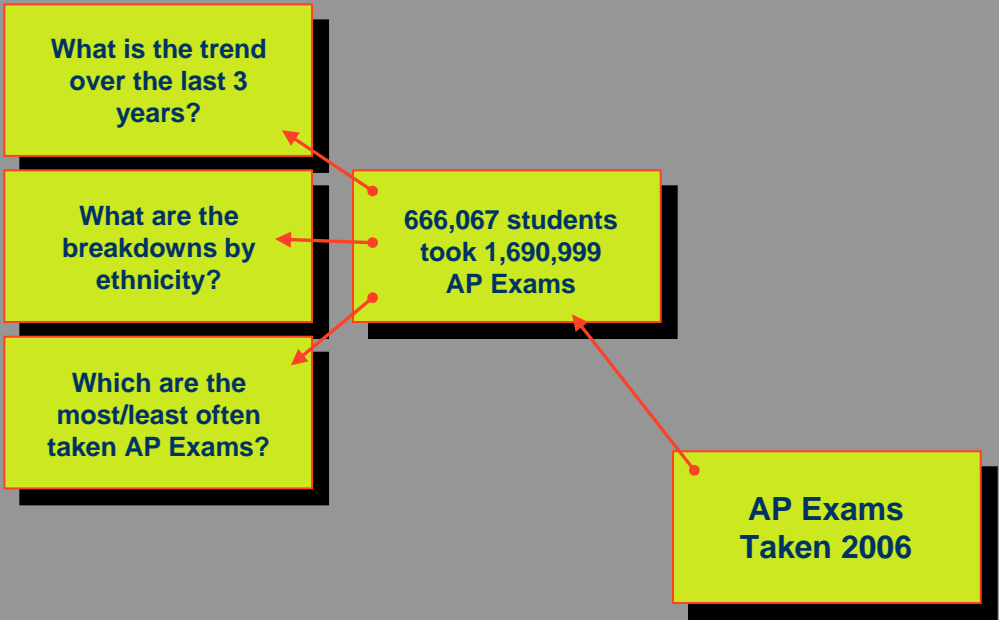 What is the trend
over the last 3
years?
What are the
breakdowns by
ethnicity?
Which are the
most/least often
taken AP Exams?
666,067 students
took 1,690,999
AP Exams
AP Exams
Taken 2006